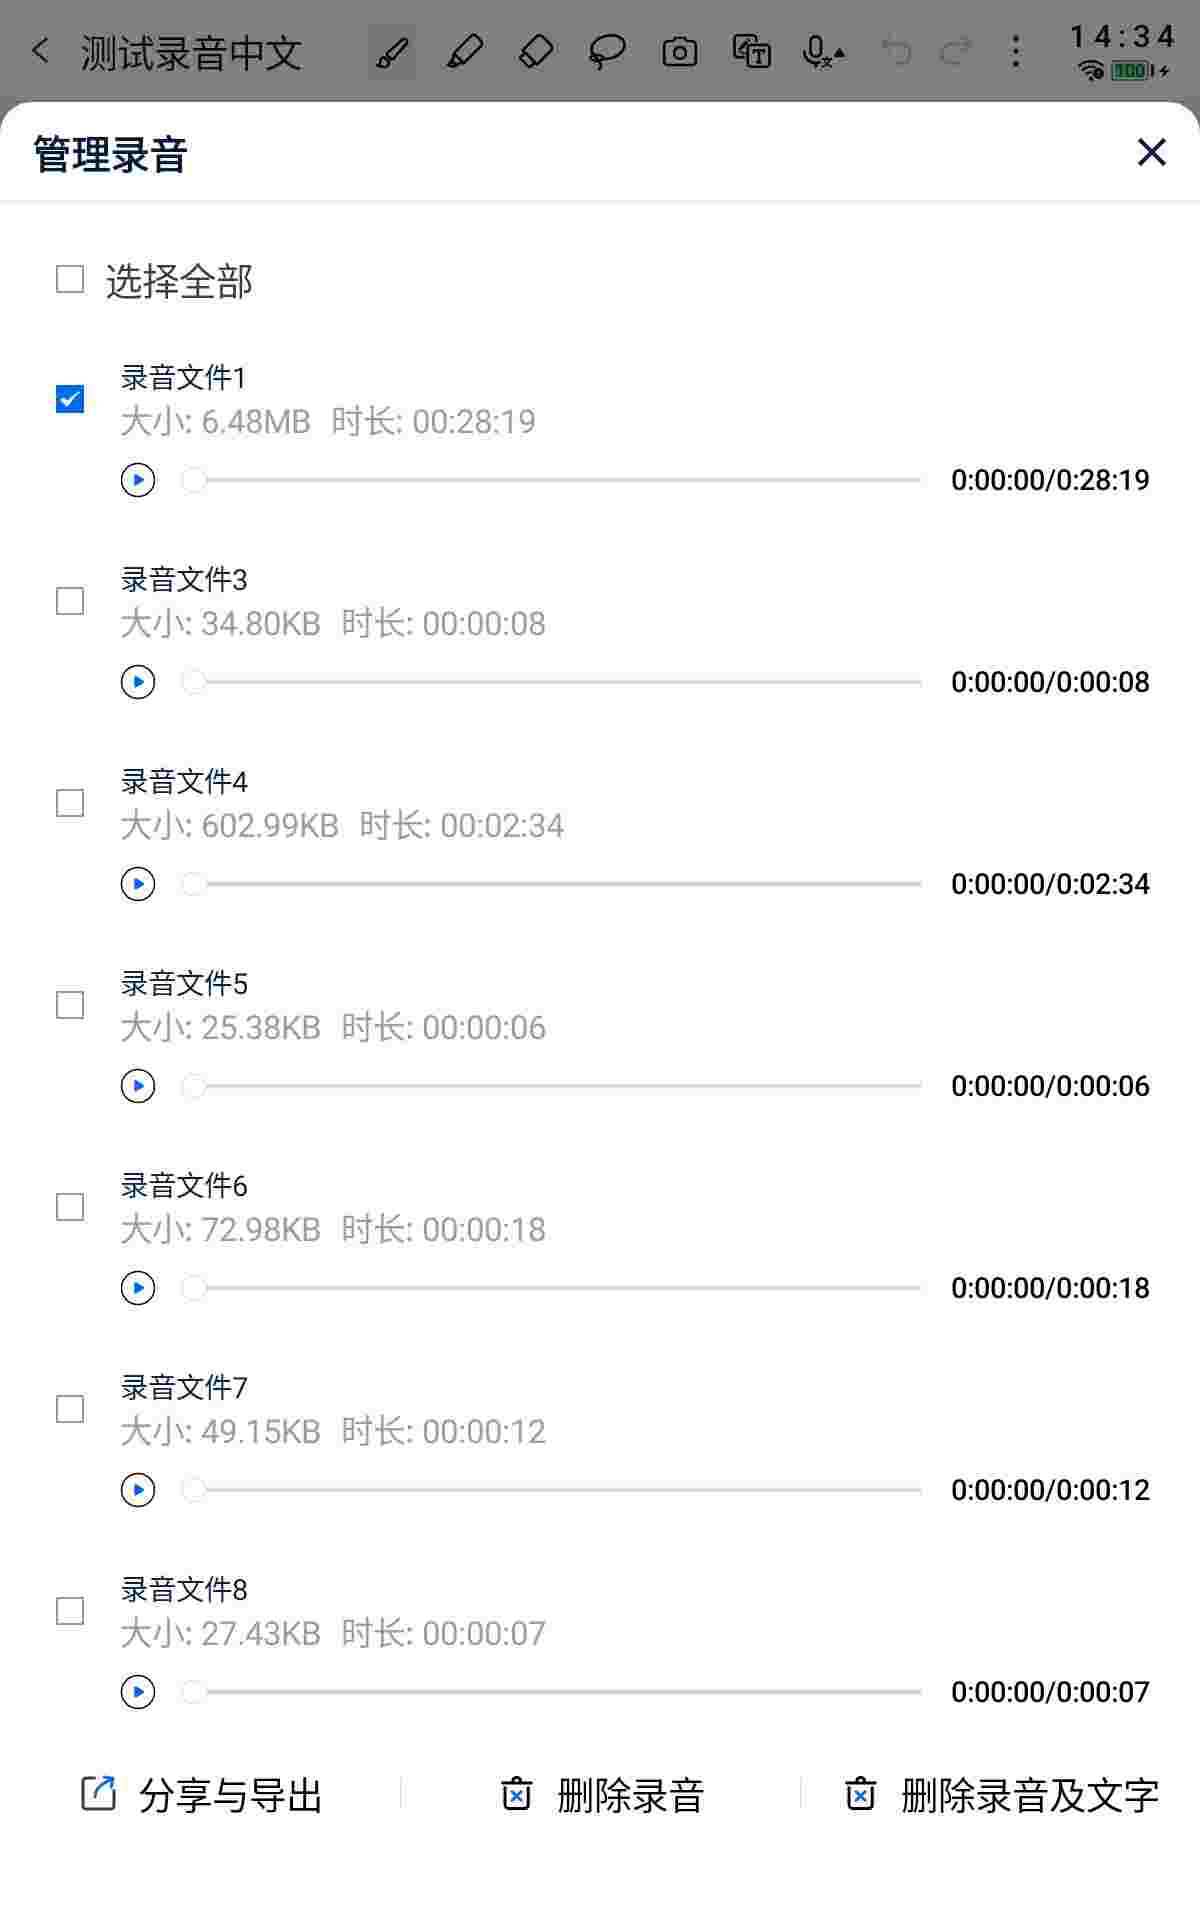 测试录音中文
14:34
100
管理录音
选择全部
录音文件1
大小: 6.48MB 时长: 00:28:19
0:00:00/0:28:19
录音文件3
大小: 34.80KB 时长: 00:00:08
0:00:00/0:00:08
录音文件4
大小: 602.99KB 时长: 00:02:34
0:00:00/0:02:34
录音文件5
大小: 25.38KB 时长: 00:00:06
0:00:00/0:00:06
录音文件6
大小: 72.98KB 时长: 00:00:18
0:00:00/0:00:18
录音文件7
大小: 49.15KB 时长: 00:00:12
0:00:00/0:00:12
录音文件8
大小: 27.43KB 时长: 00:00:07
0:00:00/0:00:07
分享与导出 删除录音 删除录音及文字